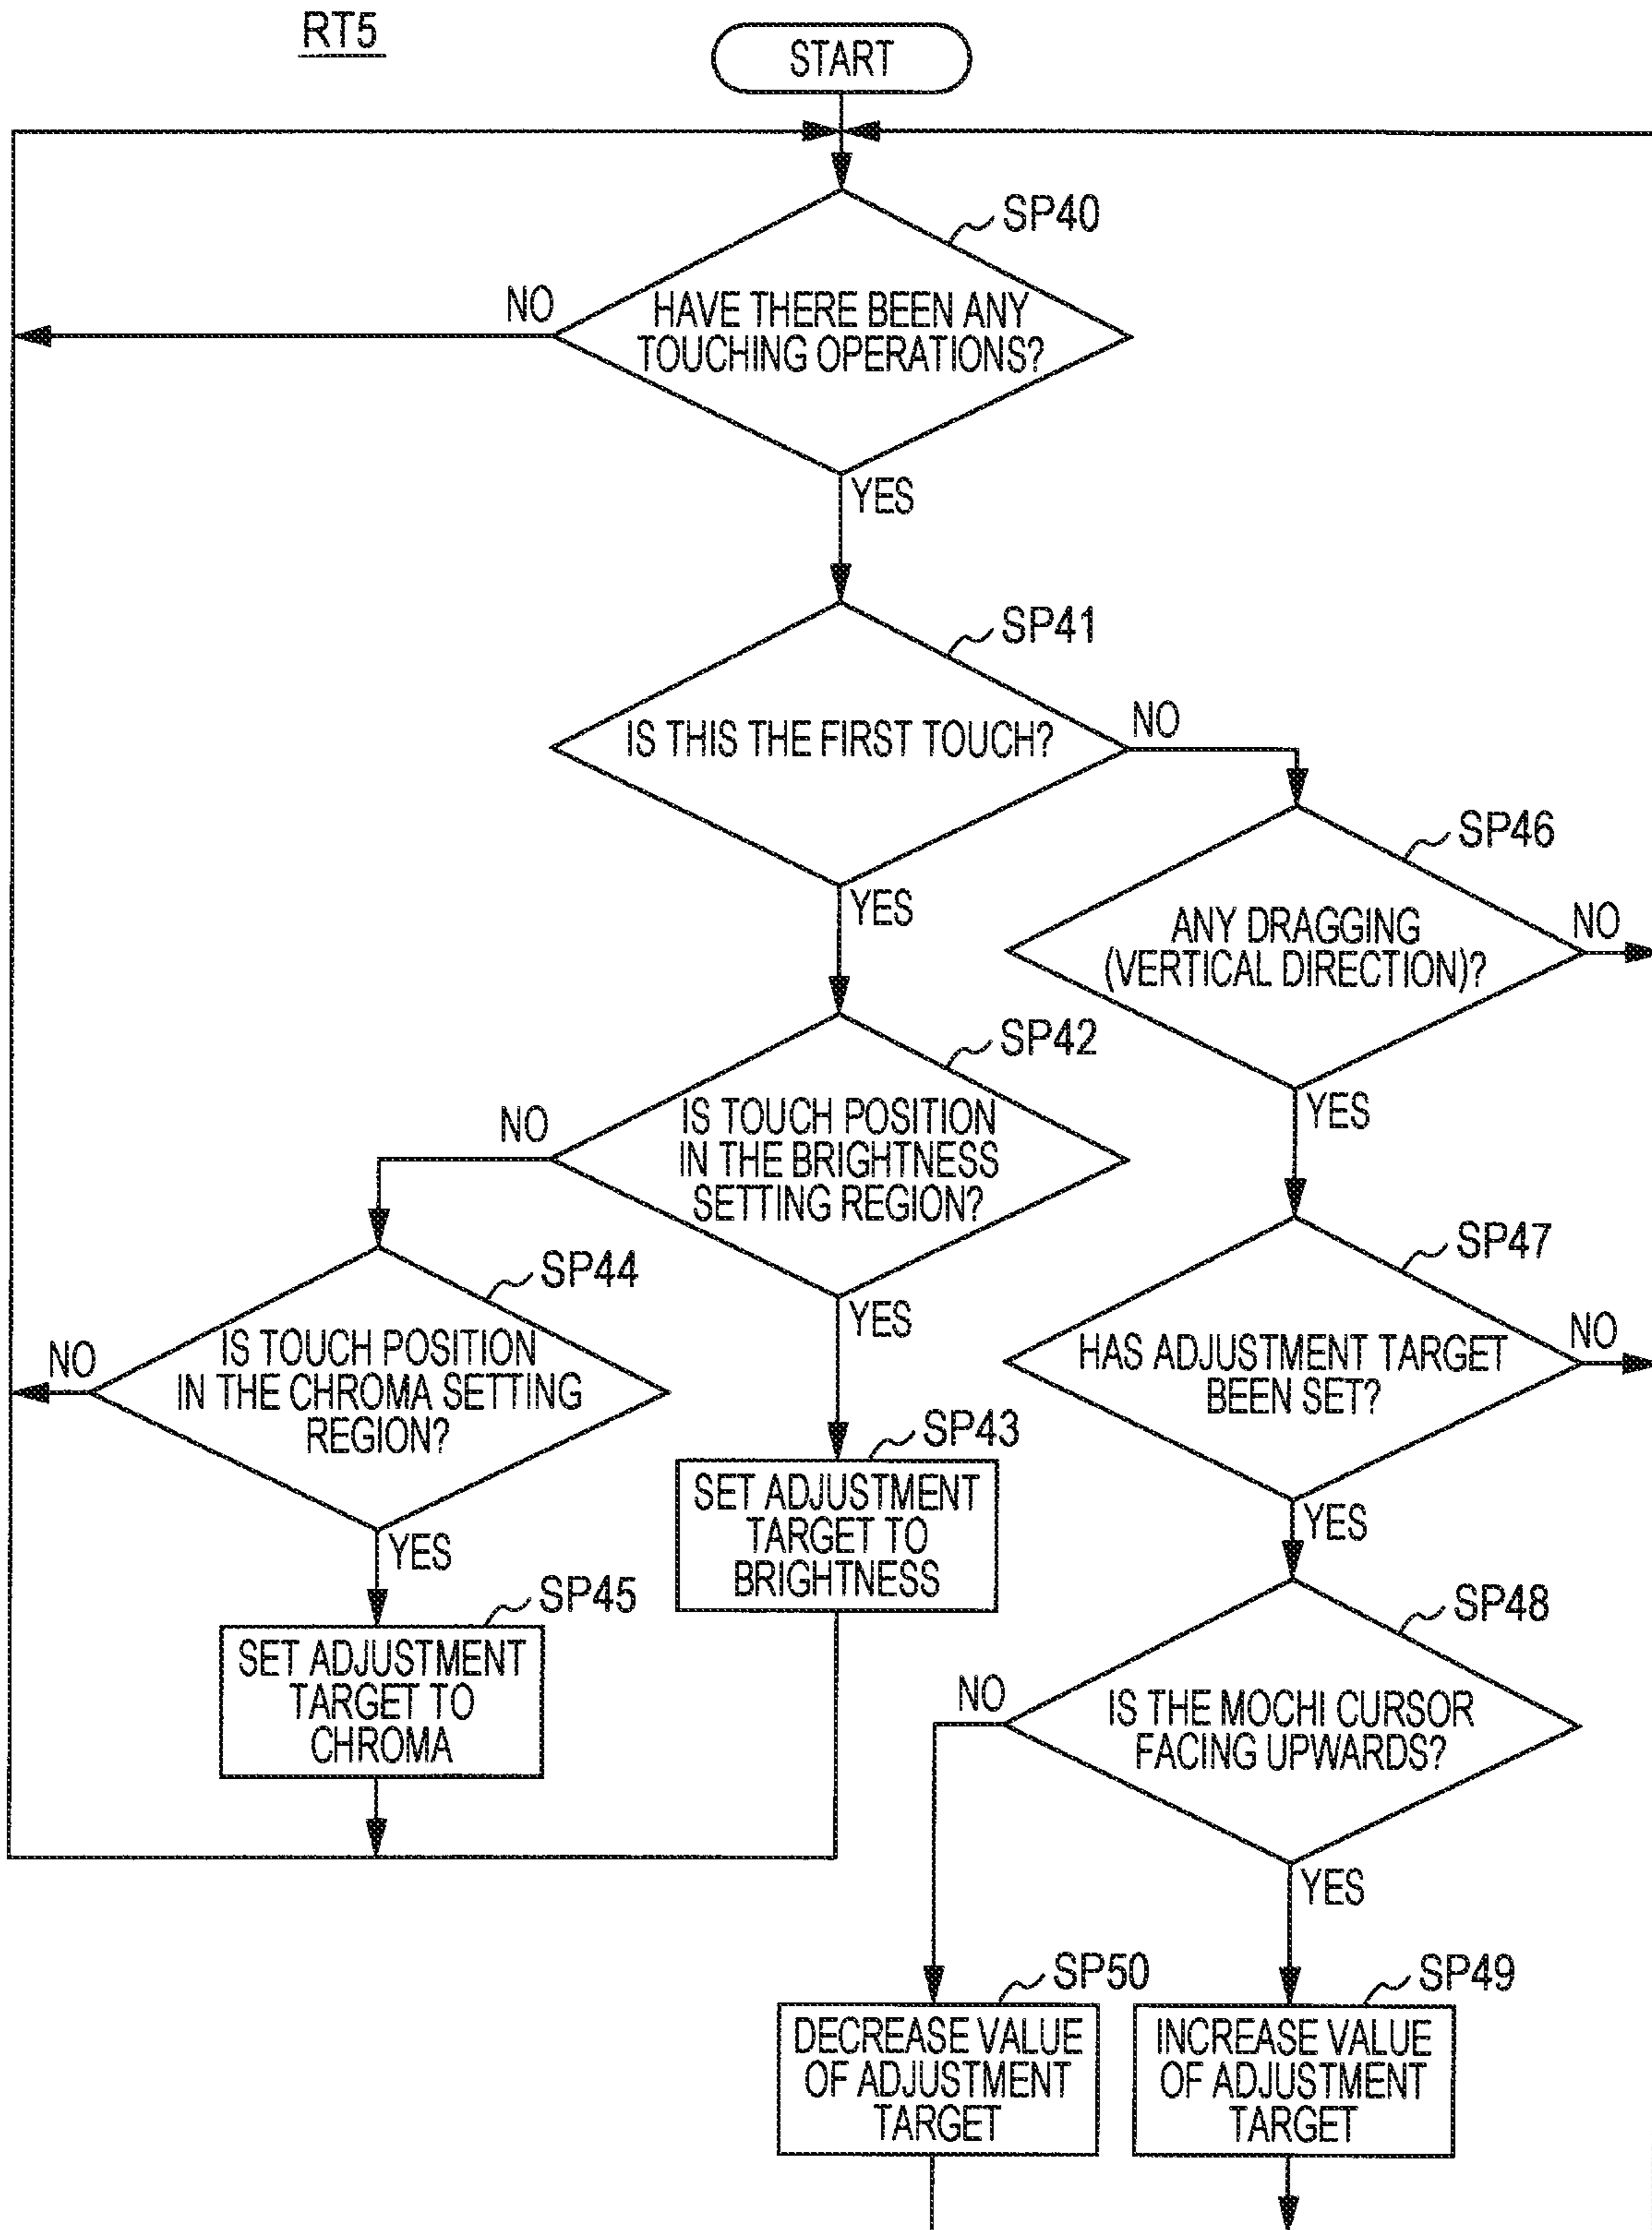 RT5
START
SP40
NO
HAVE THERE BEEN ANY
TOUCHING OPERATIONS?
YES
SP41
IS THIS THE FIRST TOUCH?
NO
YES
SP46
ANY DRAGGING
(VERTICAL DIRECTION)?
NO
YES
SP42
NO
IS TOUCH POSITION
IN THE BRIGHTNESS
SETTING REGION?
YES
SP44
NO
IS TOUCH POSITION
IN THE CHROMA SETTING
REGION?
YES
SP47
HAS ADJUSTMENT TARGET
BEEN SET?
NO
YES
SP43
SET ADJUSTMENT
TARGET TO
BRIGHTNESS
SP45
SET ADJUSTMENT
TARGET TO
CHROMA
SP48
NO
IS THE MOCHI CURSOR
FACING UPWARDS?
YES
SP50
DECREASE VALUE
OF ADJUSTMENT
TARGET
SP49
INCREASE VALUE
OF ADJUSTMENT
TARGET